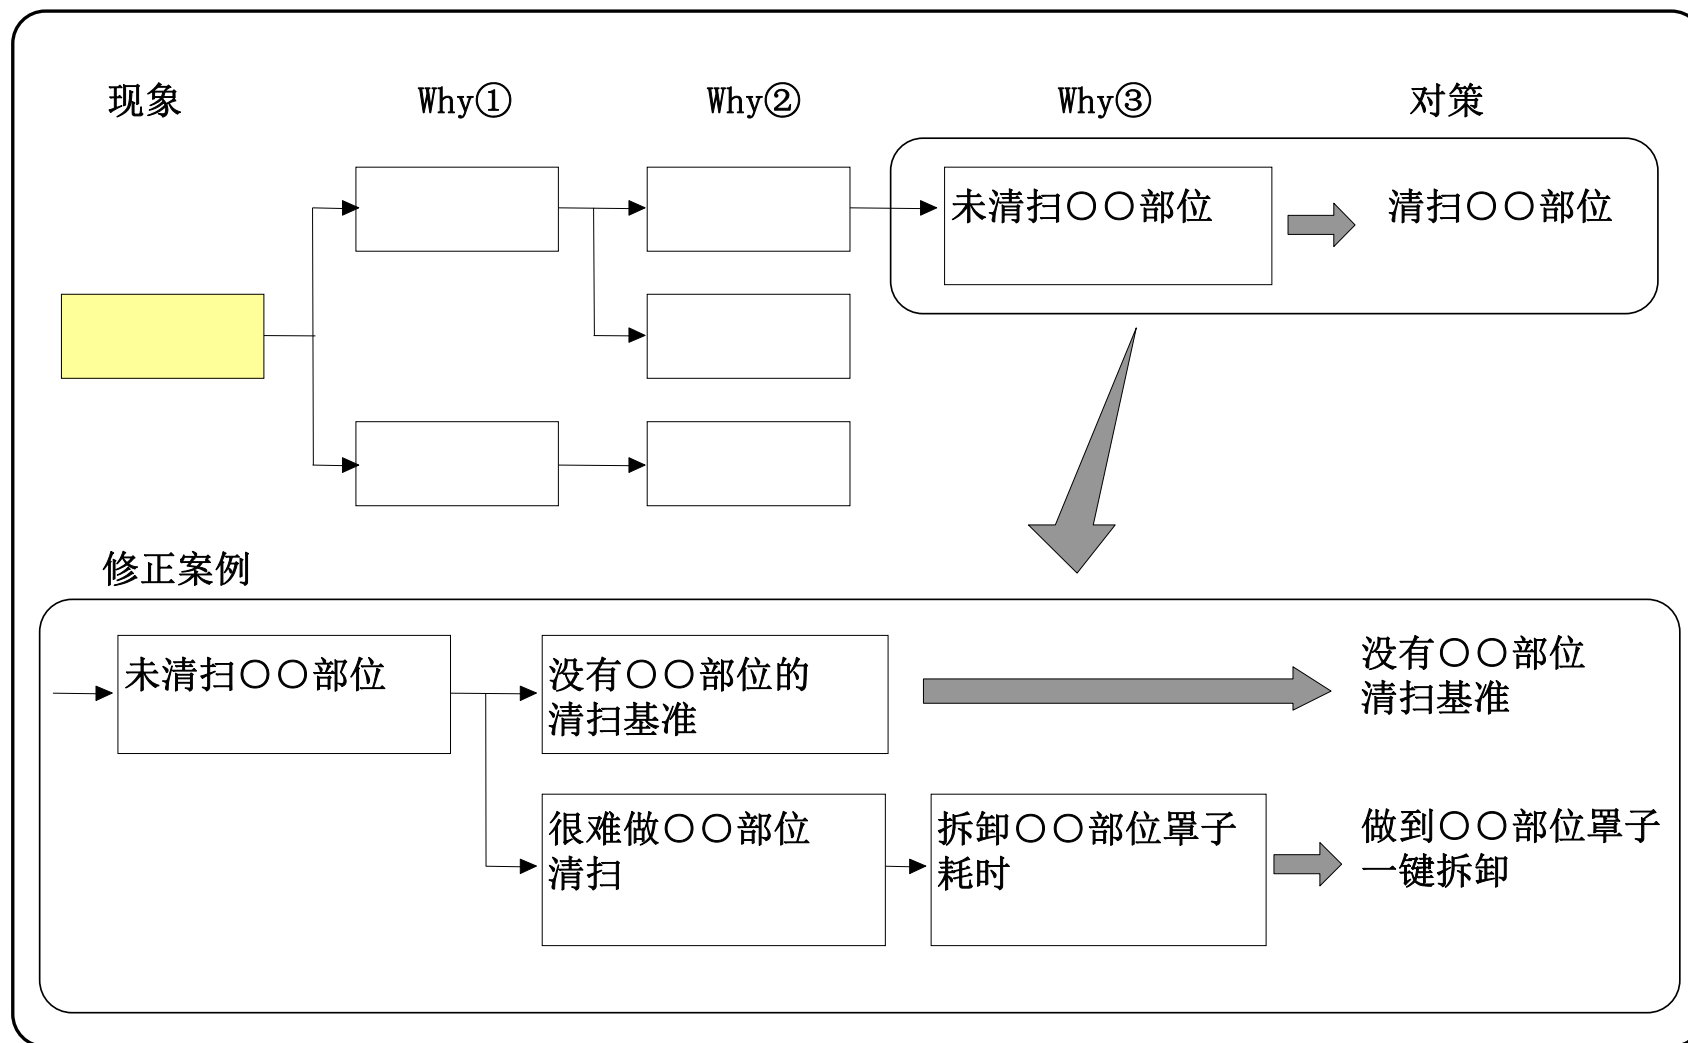 现象 Why① Why② Why③ 对策
未清扫〇〇部位 清扫〇〇部位
修正案例
未清扫〇〇部位
没有〇〇部位的
清扫基准
没有〇〇部位
清扫基准
很难做〇〇部位
清扫
拆卸〇〇部位罩子
耗时
做到〇〇部位罩子
一键拆卸